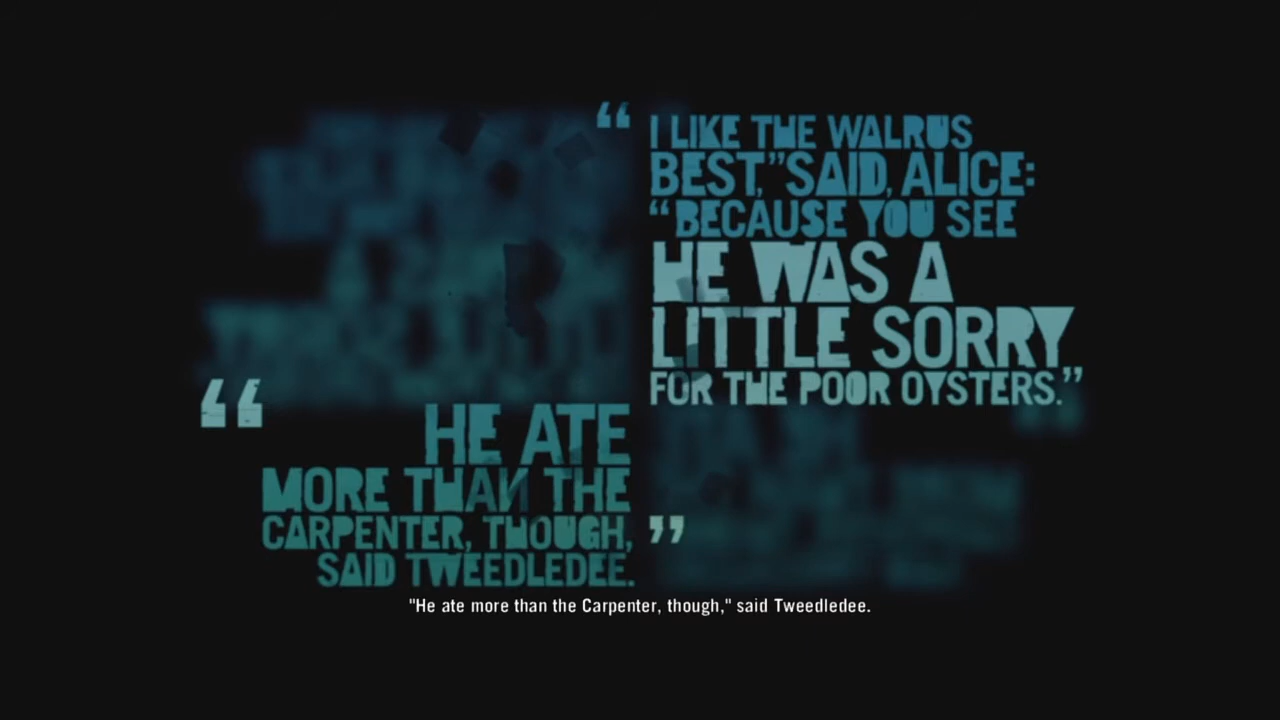 “I LIKE THE WALRUS
BEST,”SAID, ALICE:
“BECAUSE YOU SEE
HE WAS A
LITTLE SORRY
FOR THE POOR OYSTERS.”
“HE ATE
MORE THAN THE
CARPENTER, THOUGH,
SAID TWEEDLEDEE.”
"He ate more than the Carpenter, though," said Tweedledee.